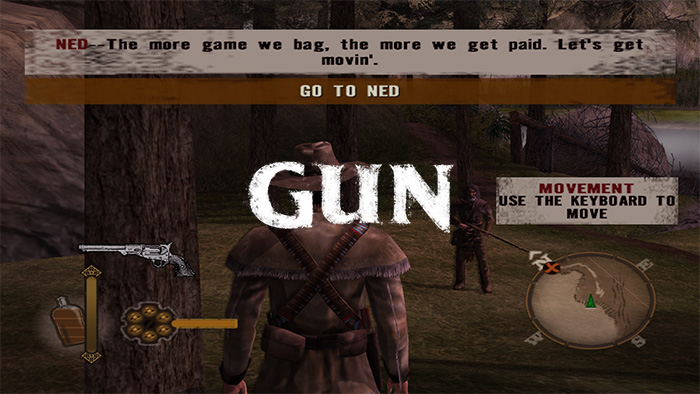 NED--The more game we bag, the more we get paid. Let's get
movin'.
GO TO NED
GUN
MOVEMENT
USE THE KEYBOARD TO
MOVE
E
S